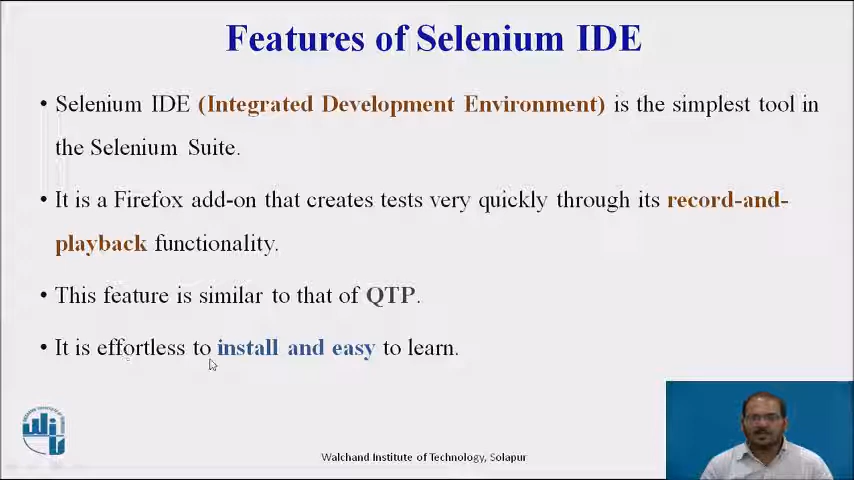 Features of Selenium IDE
• Selenium IDE (Integrated Development Environment) is the simplest tool in
the Selenium Suite.
• It is a Firefox add-on that creates tests very quickly through its record-and-
playback functionality.
• This feature is similar to that of QTP.
• It is effortless to install and easy to learn.
Walchand Institute of Technology, Solapur